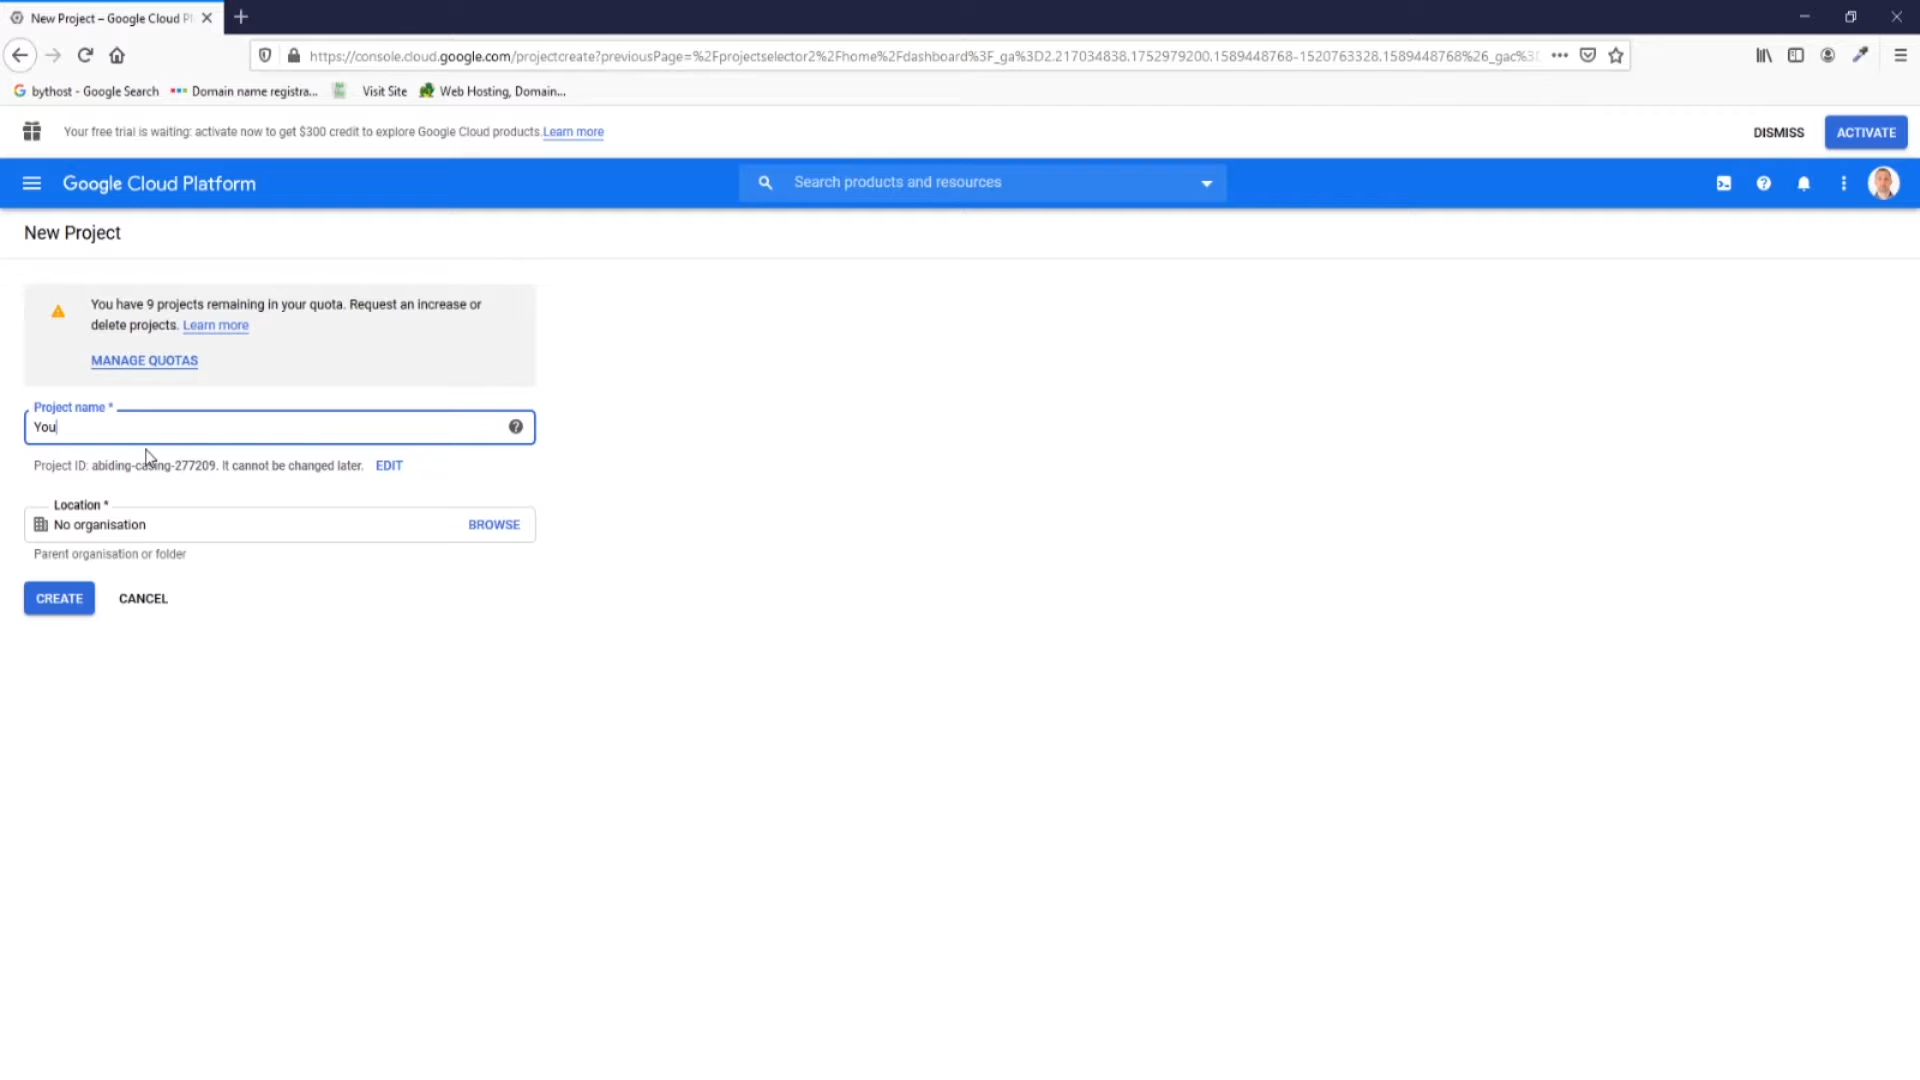 New Project – Google Cloud Pl
https://console.cloud.google.com/projectcreate?previousPage=%2Fprojectselector2%2Fhome%2Fdashboard%3F_ga%3D2.217034838.1752979200.1589448768-1520763328.1589448768%26_gac%3D
bythost - Google Search
Domain name registra...
Visit Site
Web Hosting, Domain...
Your free trial is waiting: activate now to get $300 credit to explore Google Cloud products. Learn more
DISMISS
ACTIVATE
Google Cloud Platform
Search products and resources
New Project
You have 9 projects remaining in your quota. Request an increase or
delete projects. Learn more
MANAGE QUOTAS
Project name *
You
Project ID: abiding-casing-277209. It cannot be changed later. EDIT
Location *
No organisation
BROWSE
Parent organisation or folder
CREATE
CANCEL